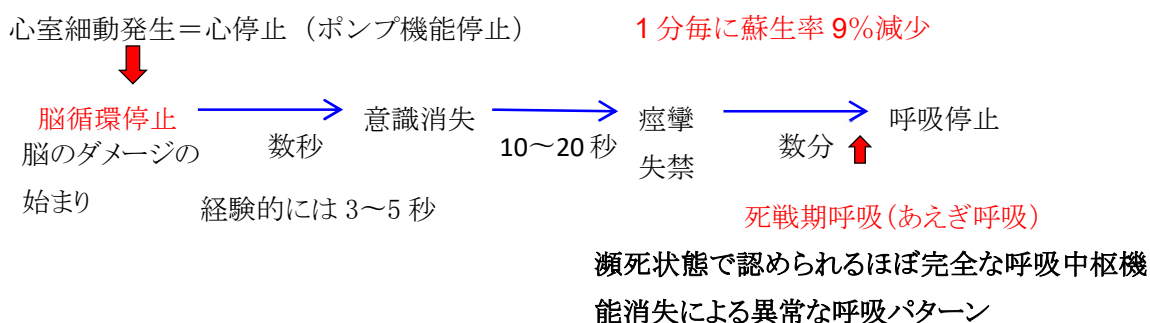 心室細動発生＝心停止（ポンプ機能停止）
1分毎に蘇生率9％減少
脳循環停止
意識消失
痙攣
呼吸停止
脳のダメージの
数秒
10～20秒
失禁
数分
始まり
経験的には3～5秒
死戦期呼吸（あえぎ呼吸）
瀕死状態で認められるほぼ完全な呼吸中枢機
能消失による異常な呼吸パターン